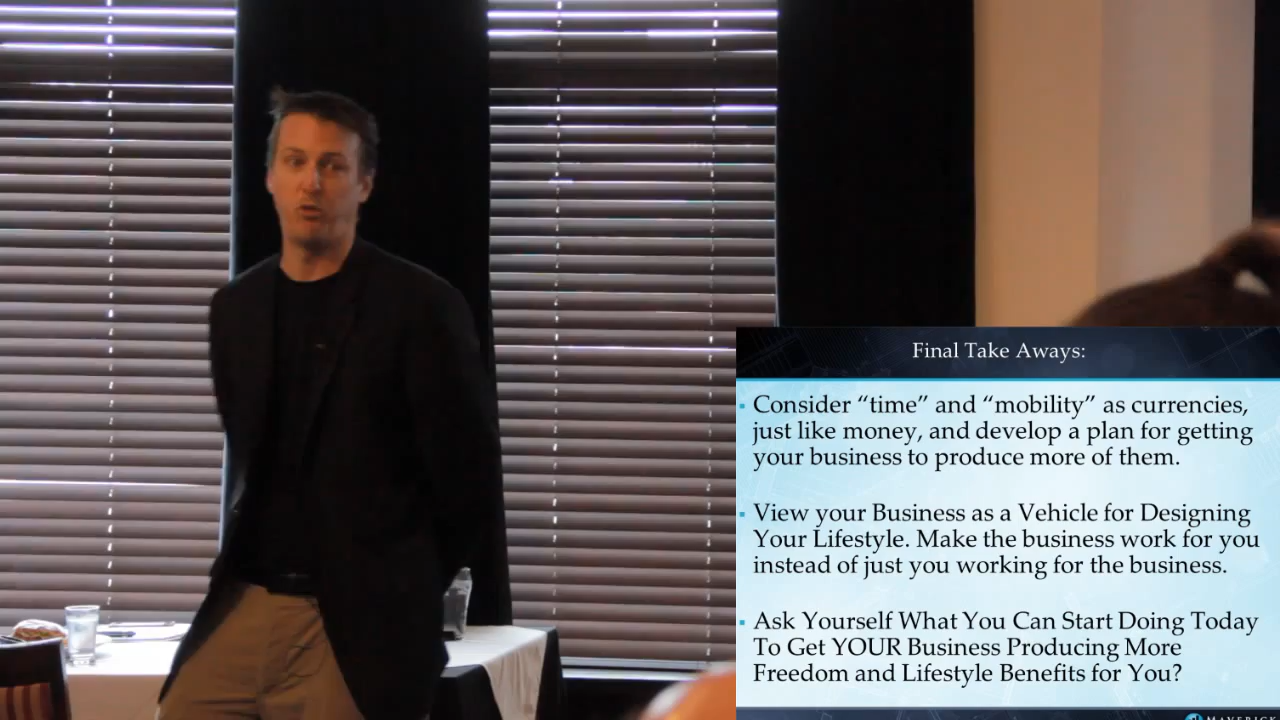 Final Take Aways:
Consider “time” and “mobility” as currencies,
just like money, and develop a plan for getting
your business to produce more of them.
View your Business as a Vehicle for Designing
Your Lifestyle. Make the business work for you
instead of just you working for the business.
Ask Yourself What You Can Start Doing Today
To Get YOUR Business Producing More
Freedom and Lifestyle Benefits for You?
MAVERICK